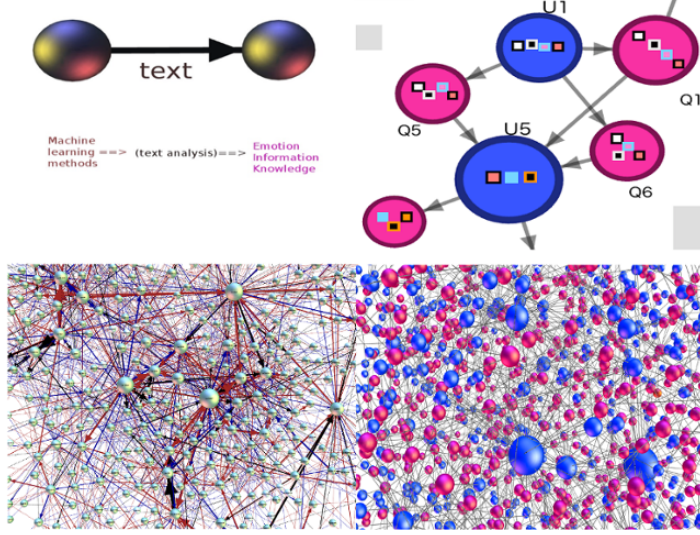 text
Machine
learning ==> (text analysis)==>
methods
Emotion
Information
Knowledge
U1
Q1
Q5
U5
Q6